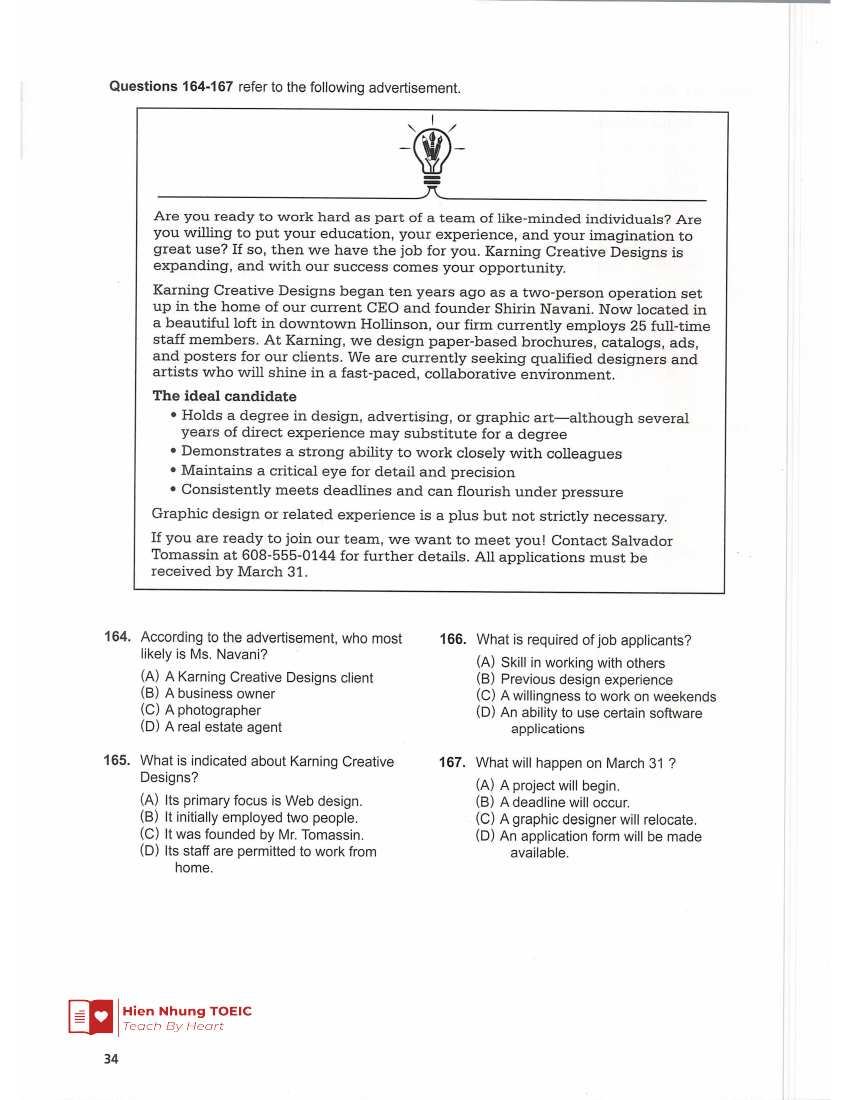 Questions 164-167 refer to the following advertisement.
Are you ready to work hard as part of a team of like-minded individuals? Are
you willing to put your education, your experience, and your imagination to
great use? If so, then we have the job for you. Karning Creative Designs is
expanding, and with our success comes your opportunity.
Karning Creative Designs began ten years ago as a two-person operation set
up in the home of our current CEO and founder Shirin Navani. Now located in
a beautiful loft in downtown Hollinson, our firm currently employs 25 full-time
staff members. At Karning, we design paper-based brochures, catalogs, ads,
and posters for our clients. We are currently seeking qualified designers and
artists who will shine in a fast-paced, collaborative environment.
The ideal candidate
• Holds a degree in design, advertising, or graphic art—although several
years of direct experience may substitute for a degree
• Demonstrates a strong ability to work closely with colleagues
• Maintains a critical eye for detail and precision
• Consistently meets deadlines and can flourish under pressure
Graphic design or related experience is a plus but not strictly necessary.
If you are ready to join our team, we want to meet you! Contact Salvador
Tomassin at 608-555-0144 for further details. All applications must be
received by March 31.
164. According to the advertisement, who most
likely is Ms. Navani?
(A) A Karning Creative Designs client
(B) A business owner
(C) A photographer
(D) A real estate agent
165. What is indicated about Karning Creative
Designs?
(A) Its primary focus is Web design.
(B) It initially employed two people.
(C) It was founded by Mr. Tomassin.
(D) Its staff are permitted to work from
home.
166. What is required of job applicants?
(A) Skill in working with others
(B) Previous design experience
(C) A willingness to work on weekends
(D) An ability to use certain software
applications
167. What will happen on March 31 ?
(A) A project will begin.
(B) A deadline will occur.
(C) A graphic designer will relocate.
(D) An application form will be made
available.
Hien Nhung TOEIC
Teach By Heart
34